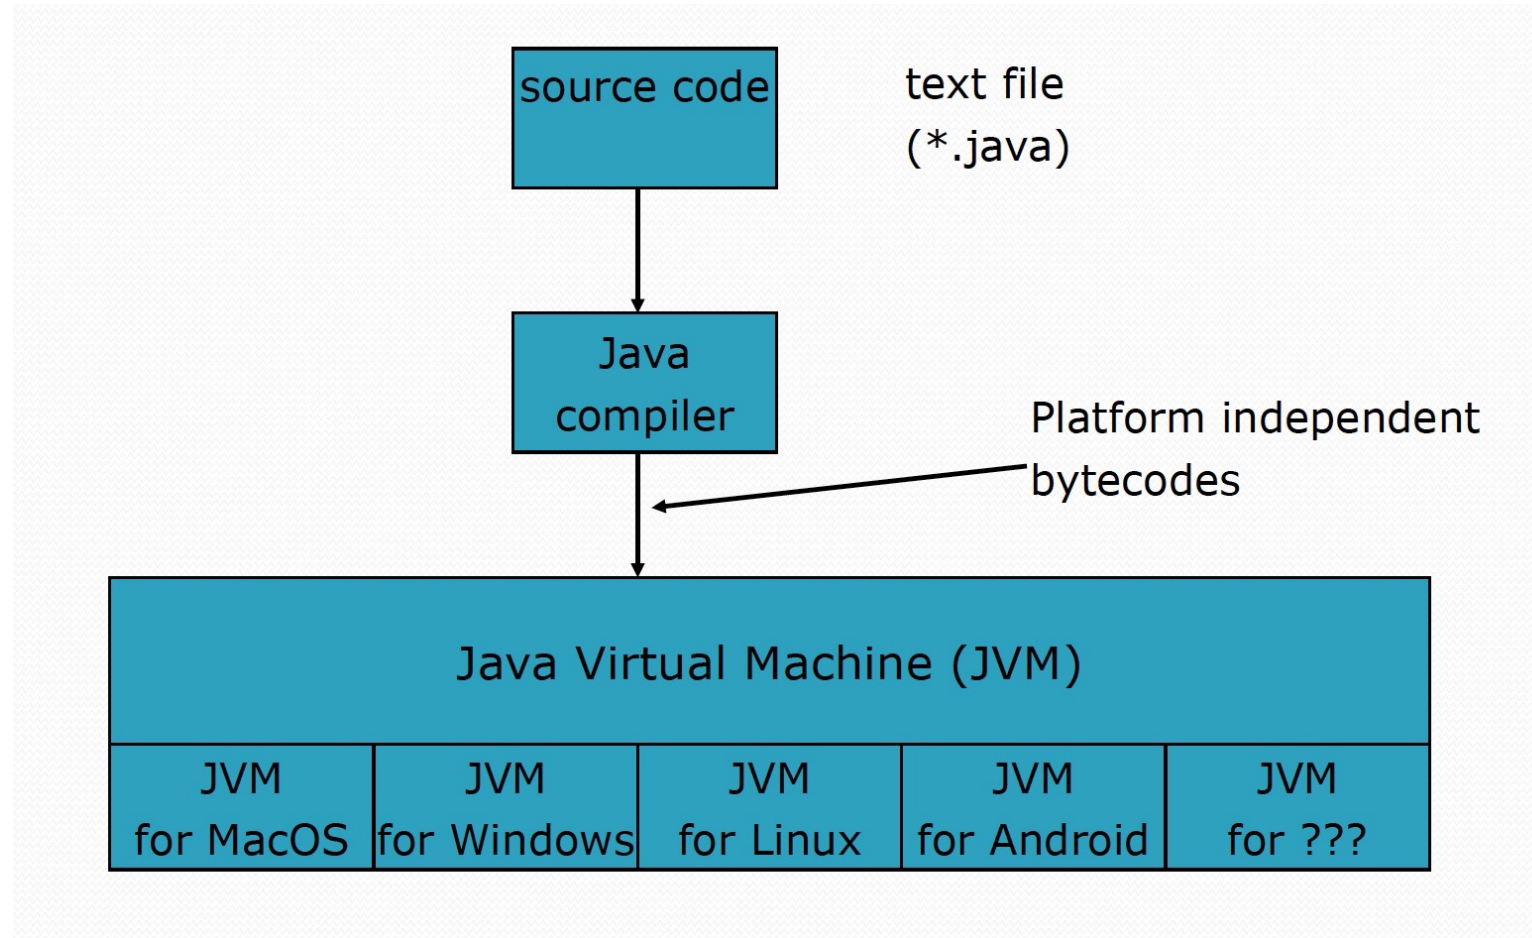 source code
text file
(*.java)
Java
compiler
Platform independent
bytecodes
Java Virtual Machine (JVM)
JVM
for MacOS
JVM
for Windows
JVM
for Linux
JVM
for Android
JVM
for ???